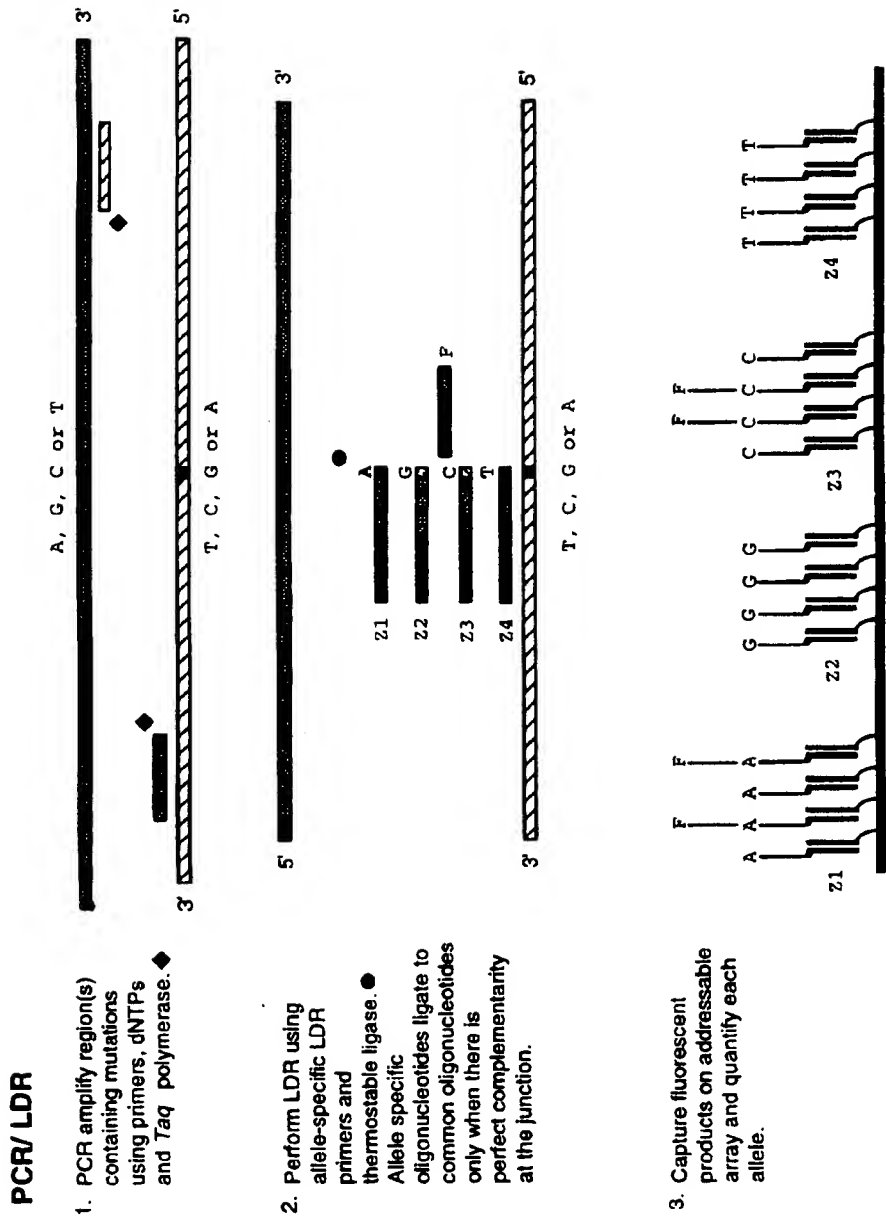 PCR/ LDR
1. PCR amplify region(s)
containing mutations
using primers, dNTPs
and Taq polymerase. ◆
A, G, C or T
3'
3'
5'
T, C, G or A
2. Perform LDR using
allele-specific LDR
primers and
thermostable ligase. ●
Allele specific
oligonucleotides ligate to
common oligonucleotides
only when there is
perfect complementarity
at the junction.
5'
3'
Z1 A
Z2 G
F
Z3 C
Z4 T
3'
5'
T, C, G or A
3. Capture fluorescent
products on addressable
array and quantify each
allele.
F F F F
A A A A G G G G C C C C T T T T
Z1 Z2 Z3 Z4